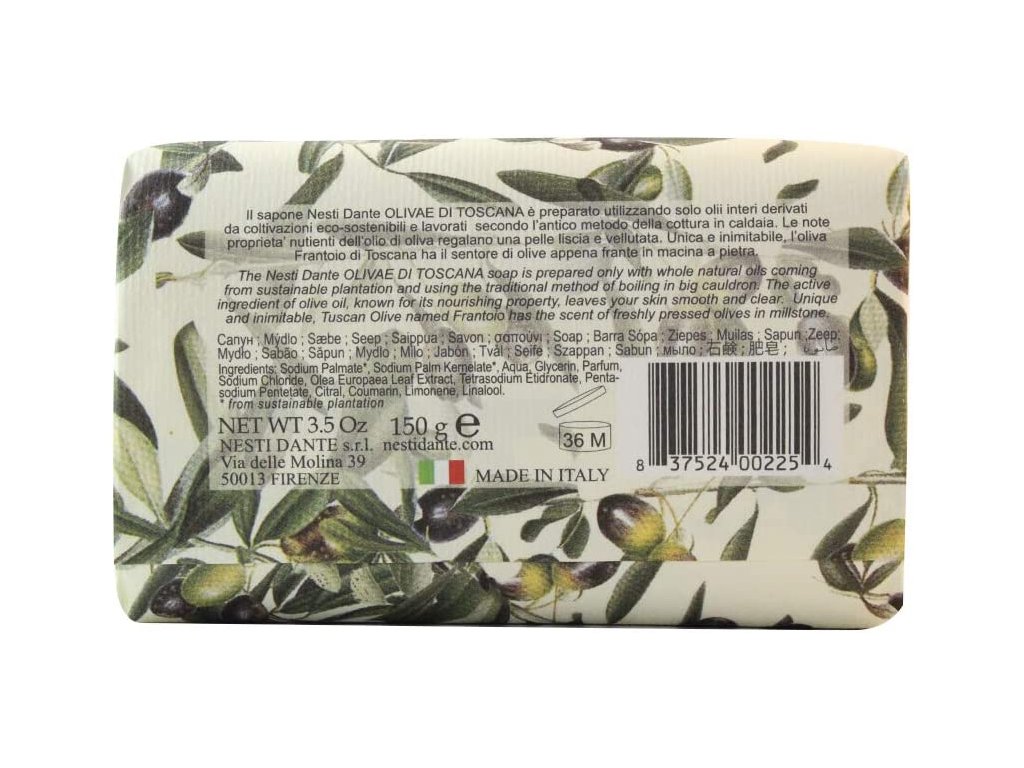 Il sapone Nesti Dante OLIVAE DI TOSCANA è preparato utilizzando solo olii interi derivati
da coltivazioni eco-sostenibili e lavorati secondo l'antico metodo della cottura in caldaia. Le note
proprieta' nutienti dell'olio di oliva regalano una pelle liscia e vellutata. Unica e inimitabile, l'oliva
Frantoio di Toscana ha il sentore di olive appena frante in macina a pietra.
The Nesti Dante OLIVAE DI TOSCANA soap is prepared only with whole natural oils coming
from sustainable plantation and using the traditional method of boiling in big cauldron. The active
ingredient of olive oil, known for its nourishing property, leaves your skin smooth and clear. Unique
and inimitable, Tuscan Olive named Frantoio has the scent of freshly pressed olives in millstone.
Сапун ; Mýdlo ; Sæbe ; Seep ; Saippua ; Savon ; σαπούνι ; Soap ; Barra Sópa ; Ziepes ; Muilas ; Sapun ; Zeep;
Mydło ; Sabão ; Săpun ; Mydlo ; Milo ; Jabón ; Tvål ; Seife ; Szappan ; Sabun ; мыло ; 石鹸 ; 肥皂 ;
Ingredients: Sodium Palmate*, Sodium Palm Kernelate*, Aqua, Glycerin, Parfum,
Sodium Chloride, Olea Europaea Leaf Extract, Tetrasodium Etidronate, Penta-
sodium Pentetate, Citral, Coumarin, Limonene, Linalool.
* from sustainable plantation
NET WT 3.5 Oz 150 g e
NESTI DANTE s.r.l. nestidante.com
Via delle Molina 39
50013 FIRENZE
MADE IN ITALY
36 M
8 37524 00225 4